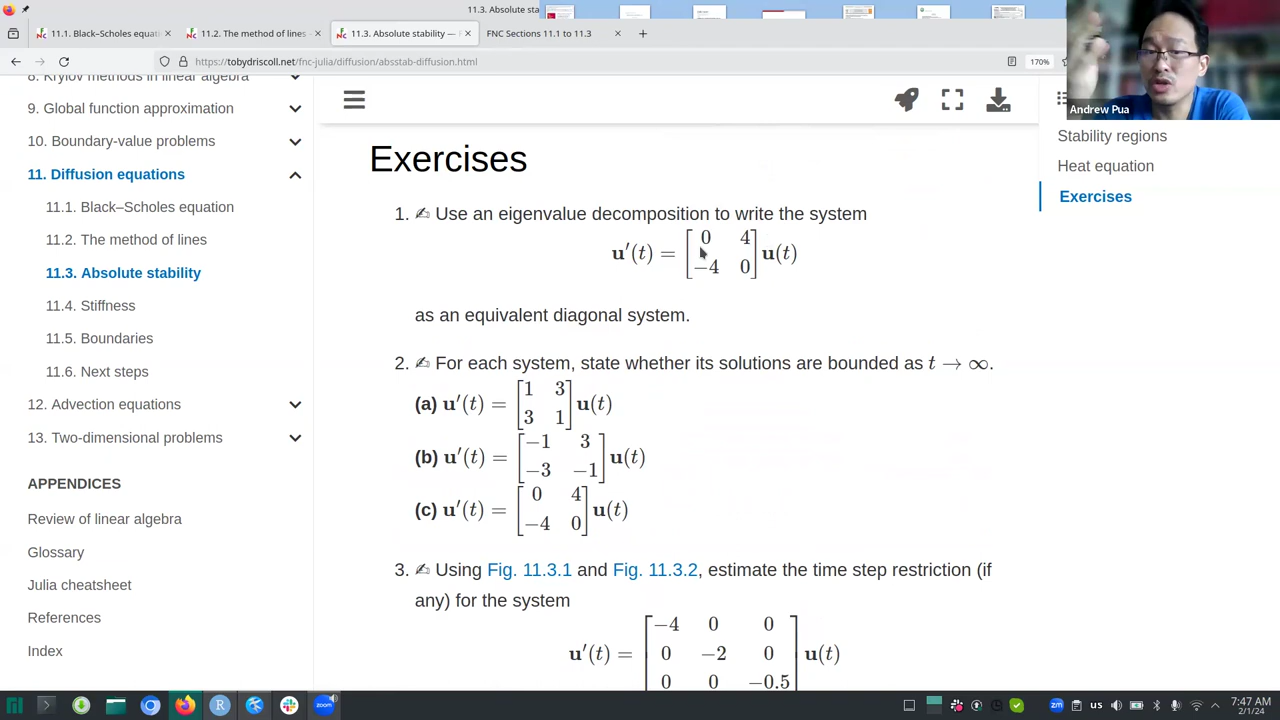 11.3. Absolute sta
11.1. Black–Scholes equati
11.2. The method of lines
11.3. Absolute stability —
FNC Sections 11.1 to 11.3
https://tobydriscoll.net/fnc-julia/diffusion/absstab-diffusion.html
170%
Andrew Pua
8. Krylov methods in linear algebra
9. Global function approximation
10. Boundary-value problems
11. Diffusion equations
11.1. Black–Scholes equation
11.2. The method of lines
11.3. Absolute stability
11.4. Stiffness
11.5. Boundaries
11.6. Next steps
12. Advection equations
13. Two-dimensional problems
APPENDICES
Review of linear algebra
Glossary
Julia cheatsheet
References
Index
Exercises
1. ✍ Use an eigenvalue decomposition to write the system
u′(t) = [0 4; −4 0] u(t)
as an equivalent diagonal system.
2. ✍ For each system, state whether its solutions are bounded as t → ∞.
(a) u′(t) = [1 3; 3 1] u(t)
(b) u′(t) = [−1 3; −3 −1] u(t)
(c) u′(t) = [0 4; −4 0] u(t)
3. ✍ Using Fig. 11.3.1 and Fig. 11.3.2, estimate the time step restriction (if
any) for the system
u′(t) = [−4 0 0; 0 −2 0; 0 0 −0.5] u(t)
Stability regions
Heat equation
Exercises
zoom
zm
us
7:47 AM
2/1/24